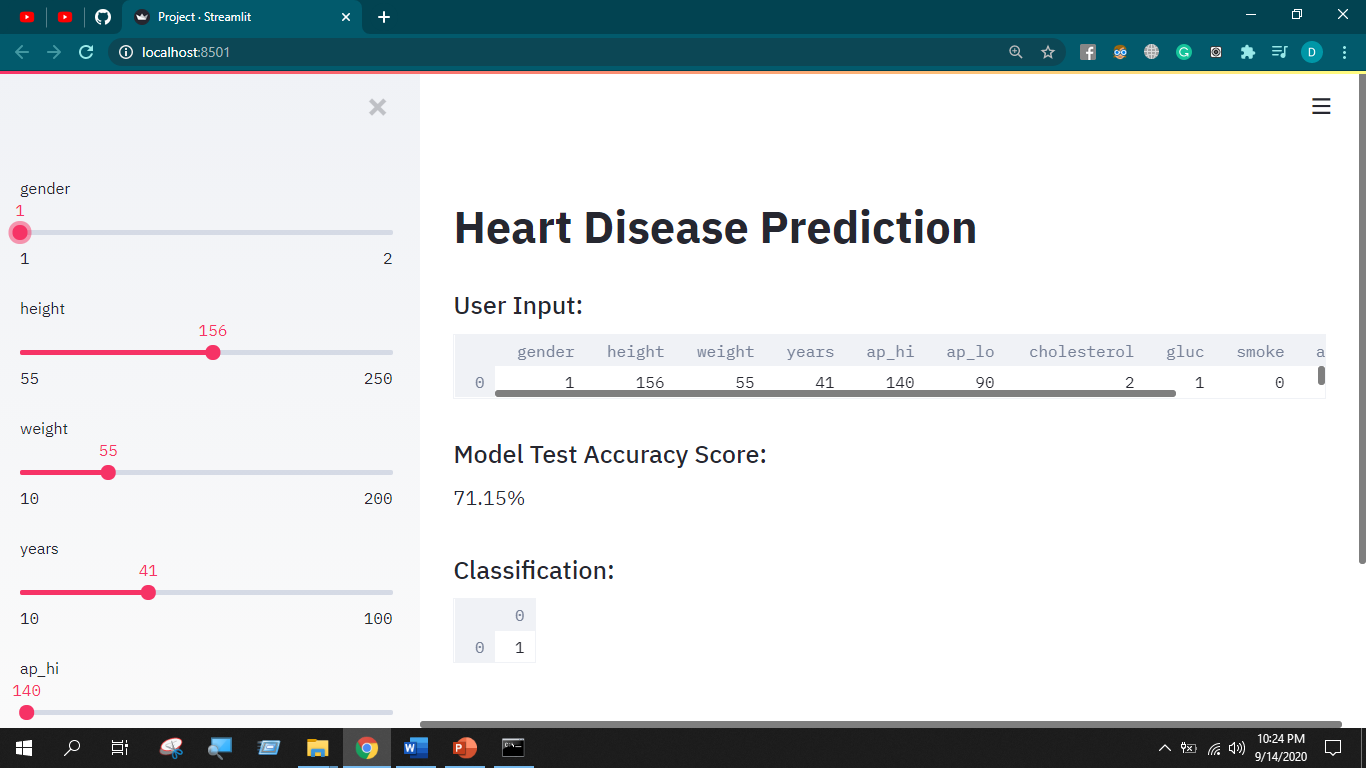 Project · Streamlit
localhost:8501
D
gender
1
1 2
height
156
55 250
weight
55
10 200
years
41
10 100
ap_hi
140
Heart Disease Prediction
User Input:
gender height weight years ap_hi ap_lo cholesterol gluc smoke a
0 1 156 55 41 140 90 2 1 0
Model Test Accuracy Score:
71.15%
Classification:
0
0 1
10:24 PM
9/14/2020